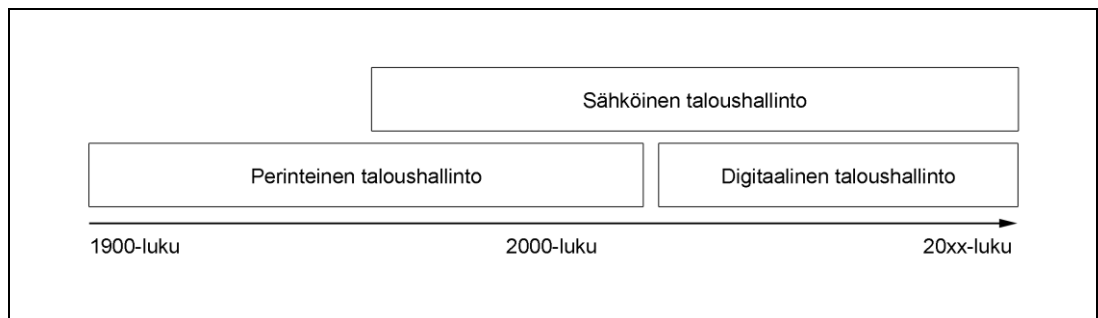 Sähköinen taloushallinto
Perinteinen taloushallinto
Digitaalinen taloushallinto
1900-luku
2000-luku
20xx-luku